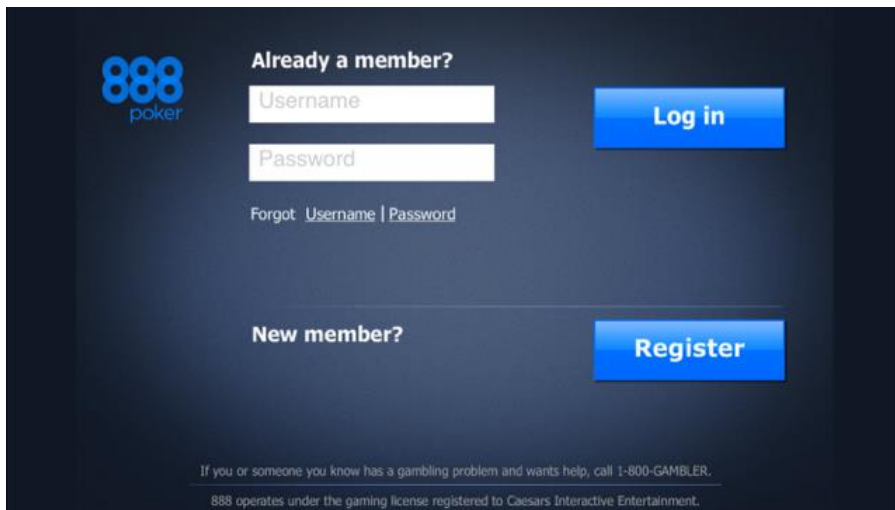 888
poker
Already a member?
Username
Log in
Password
Forgot Username | Password
New member?
Register
If you or someone you know has a gambling problem and wants help, call 1-800-GAMBLER.
888 operates under the gaming license registered to Caesars Interactive Entertainment.